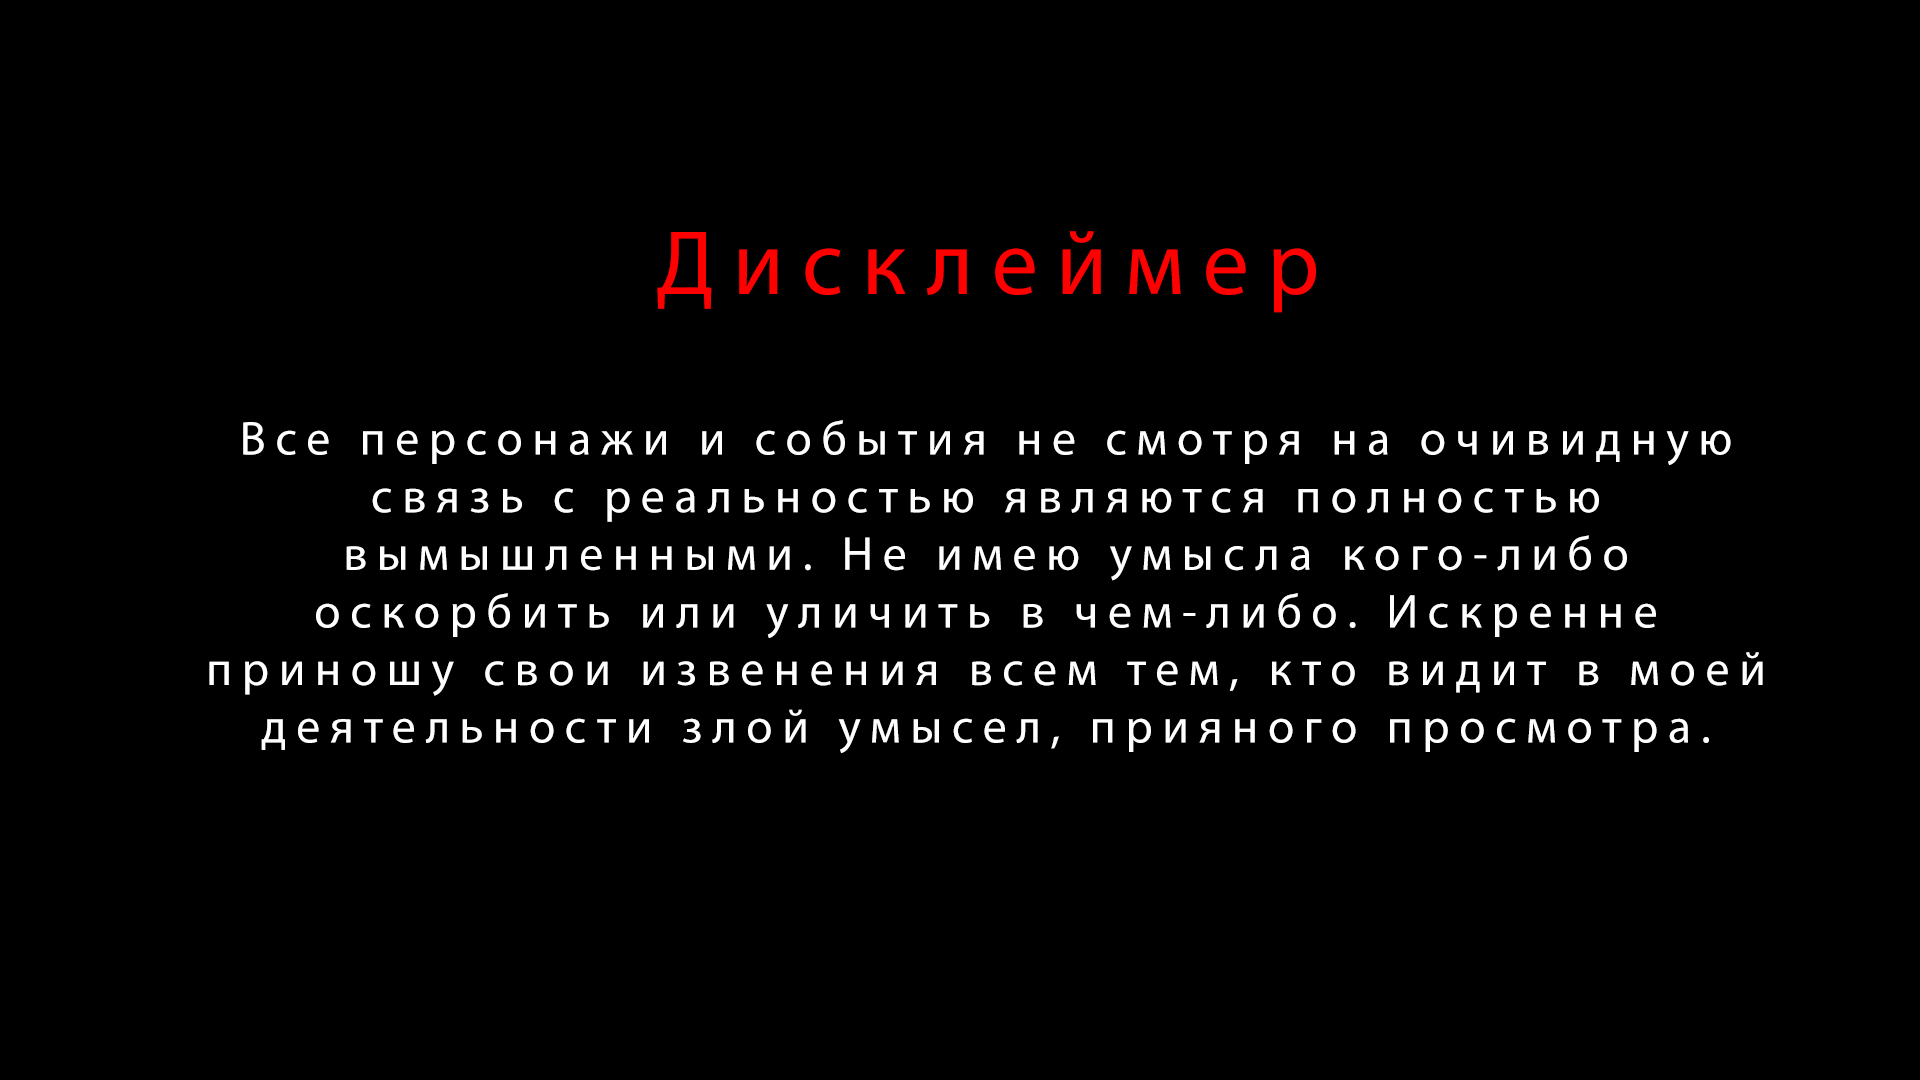 Дисклеймер
Все персонажи и события не смотря на очивидную
связь с реальностью являются полностью
вымышленными. Не имею умысла кого-либо
оскорбить или уличить в чем-либо. Искренне
приношу свои извенения всем тем, кто видит в моей
деятельности злой умысел, прияного просмотра.